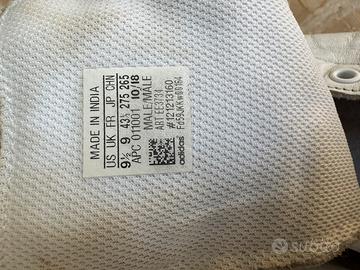 MADE IN INDIA
US UK FR JP CHN
9½ 9 43⅓ 275 265
APC 011001 10/18
MALE/MALE
ART EE3734
#121213160
adidas
subito